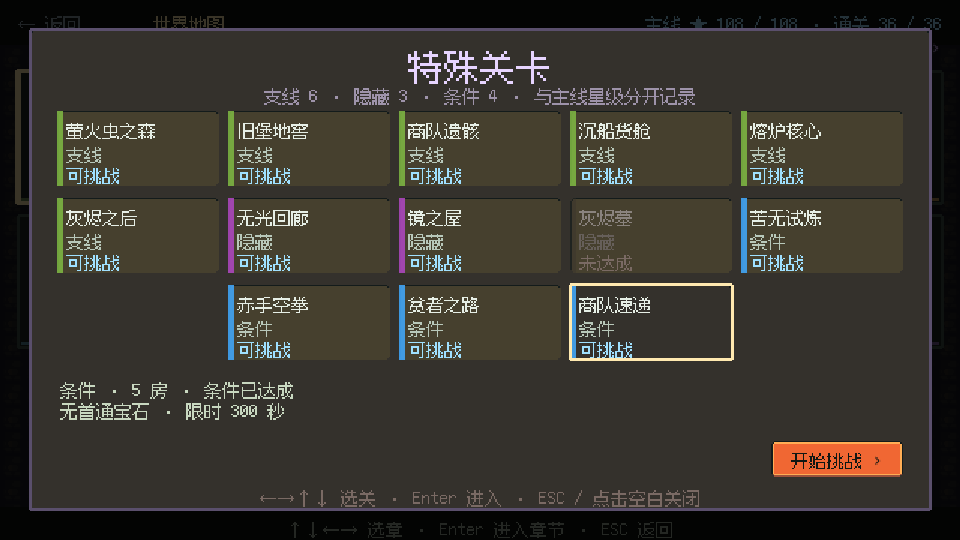 ← 返回 世界地图 主线 ★ 108 / 108 · 通关 36 / 36
特殊关卡
支线 6 · 隐藏 3 · 条件 4 · 与主线星级分开记录
萤火虫之森
支线
可挑战
旧堡地窖
支线
可挑战
商队遗骸
支线
可挑战
沉船货舱
支线
可挑战
熔炉核心
支线
可挑战
灰烬之后
支线
可挑战
无光回廊
隐藏
可挑战
镜之屋
隐藏
可挑战
灰烬墓
隐藏
未达成
苦无试炼
条件
可挑战
赤手空拳
条件
可挑战
贫者之路
条件
可挑战
商队速递
条件
可挑战
条件 · 5 房 · 条件已达成
无首通宝石 · 限时 300 秒
开始挑战 ›
←→↑↓ 选关 · Enter 进入 · ESC / 点击空白关闭
↑↓←→ 选章 · Enter 进入章节 · ESC 返回